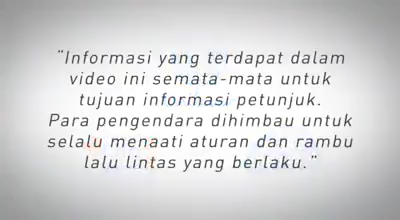 "Informasi yang terdapat dalam
video ini semata-mata untuk
tujuan informasi petunjuk.
Para pengendara dihimbau untuk
selalu menaati aturan dan rambu
lalu lintas yang berlaku."